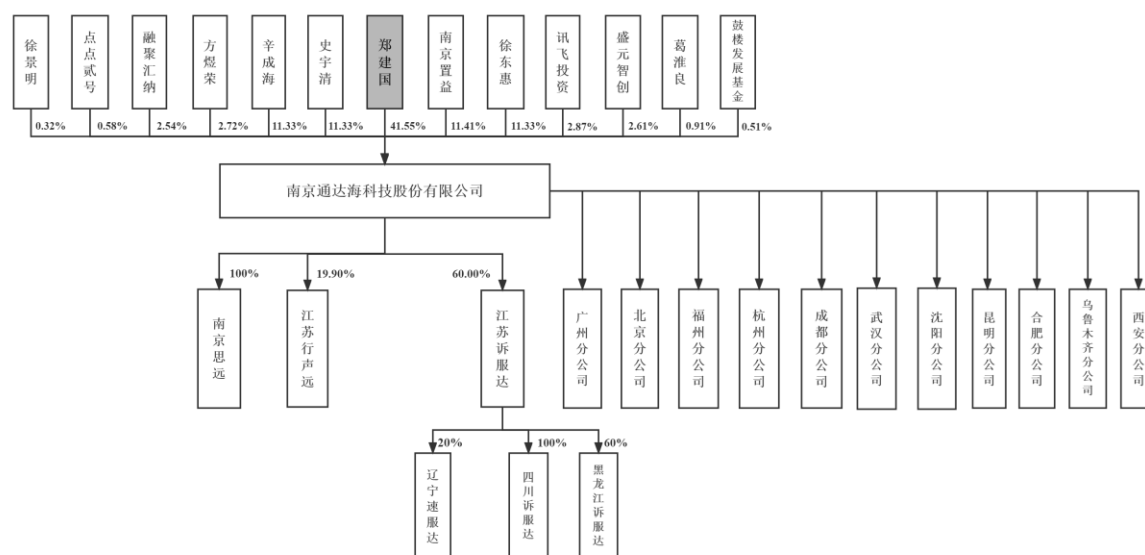 徐景明
点点贰号
融聚汇纳
方煜荣
辛成海
史宇清
郑建国
南京置益
徐东惠
讯飞投资
盛元智创
葛淮良
鼓楼发展基金
0.32%
0.58%
2.54%
2.72%
11.33%
11.33%
41.55%
11.41%
11.33%
2.87%
2.61%
0.91%
0.51%
南京通达海科技股份有限公司
100%
19.90%
60.00%
南京思远
江苏行声远
江苏诉服达
广州分公司
北京分公司
福州分公司
杭州分公司
成都分公司
武汉分公司
沈阳分公司
昆明分公司
合肥分公司
乌鲁木齐分公司
西安分公司
20%
100%
60%
辽宁速服达
四川诉服达
黑龙江诉服达